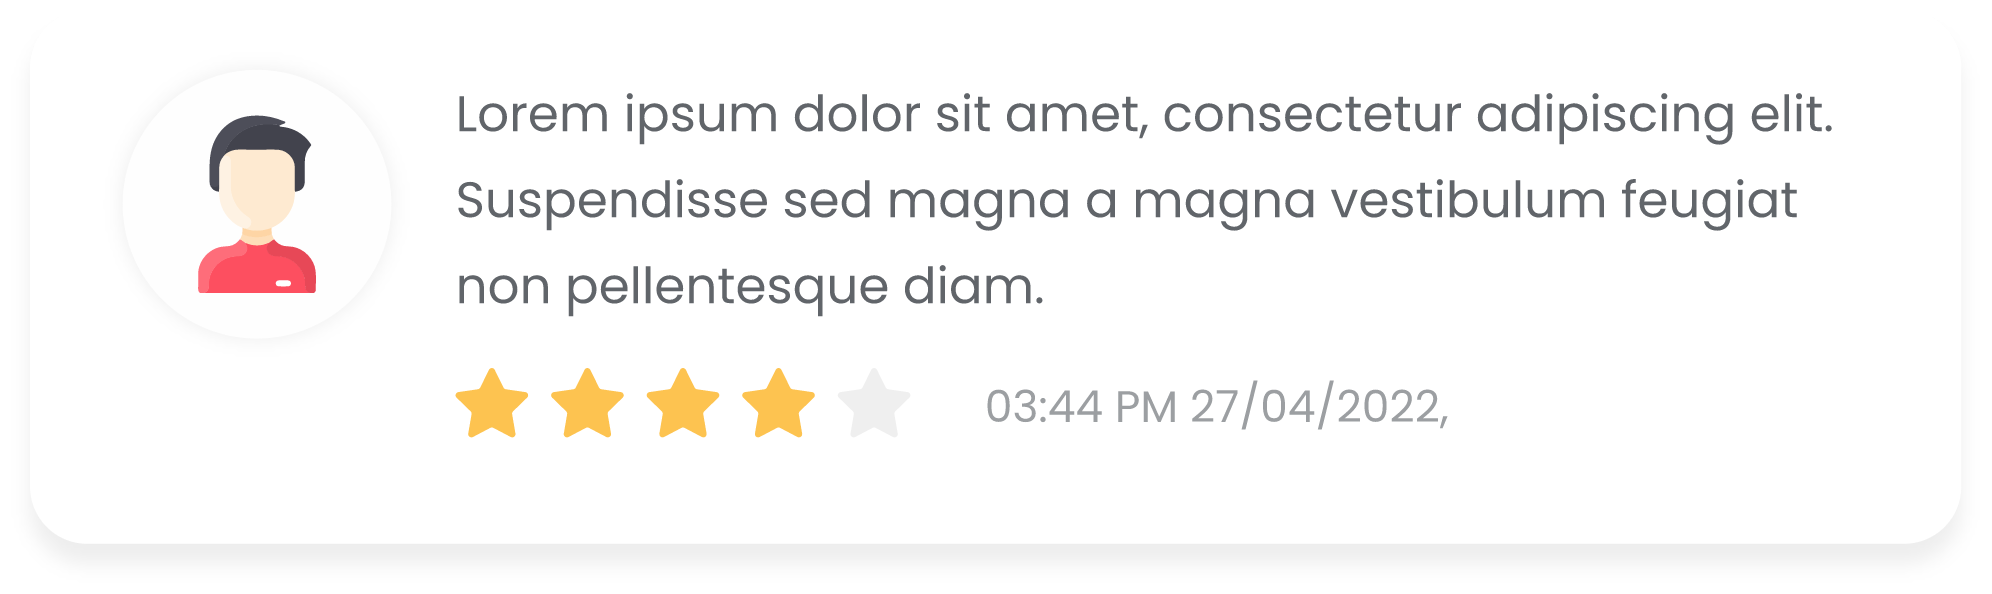 Lorem ipsum dolor sit amet, consectetur adipiscing elit.
Suspendisse sed magna a magna vestibulum feugiat
non pellentesque diam.
03:44 PM 27/04/2022,